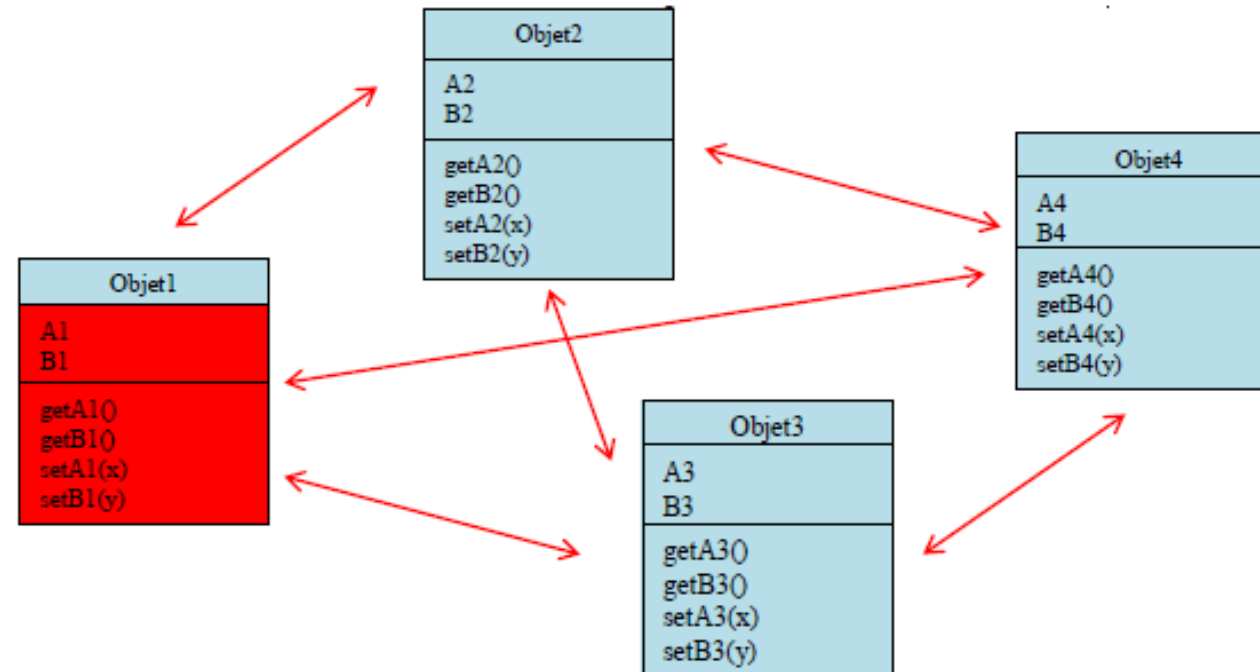 Objet2
A2
B2
getA2()
getB2()
setA2(x)
setB2(y)
Objet4
A4
B4
getA4()
getB4()
setA4(x)
setB4(y)
Objet1
A1
B1
getA1()
getB1()
setA1(x)
setB1(y)
Objet3
A3
B3
getA3()
getB3()
setA3(x)
setB3(y)